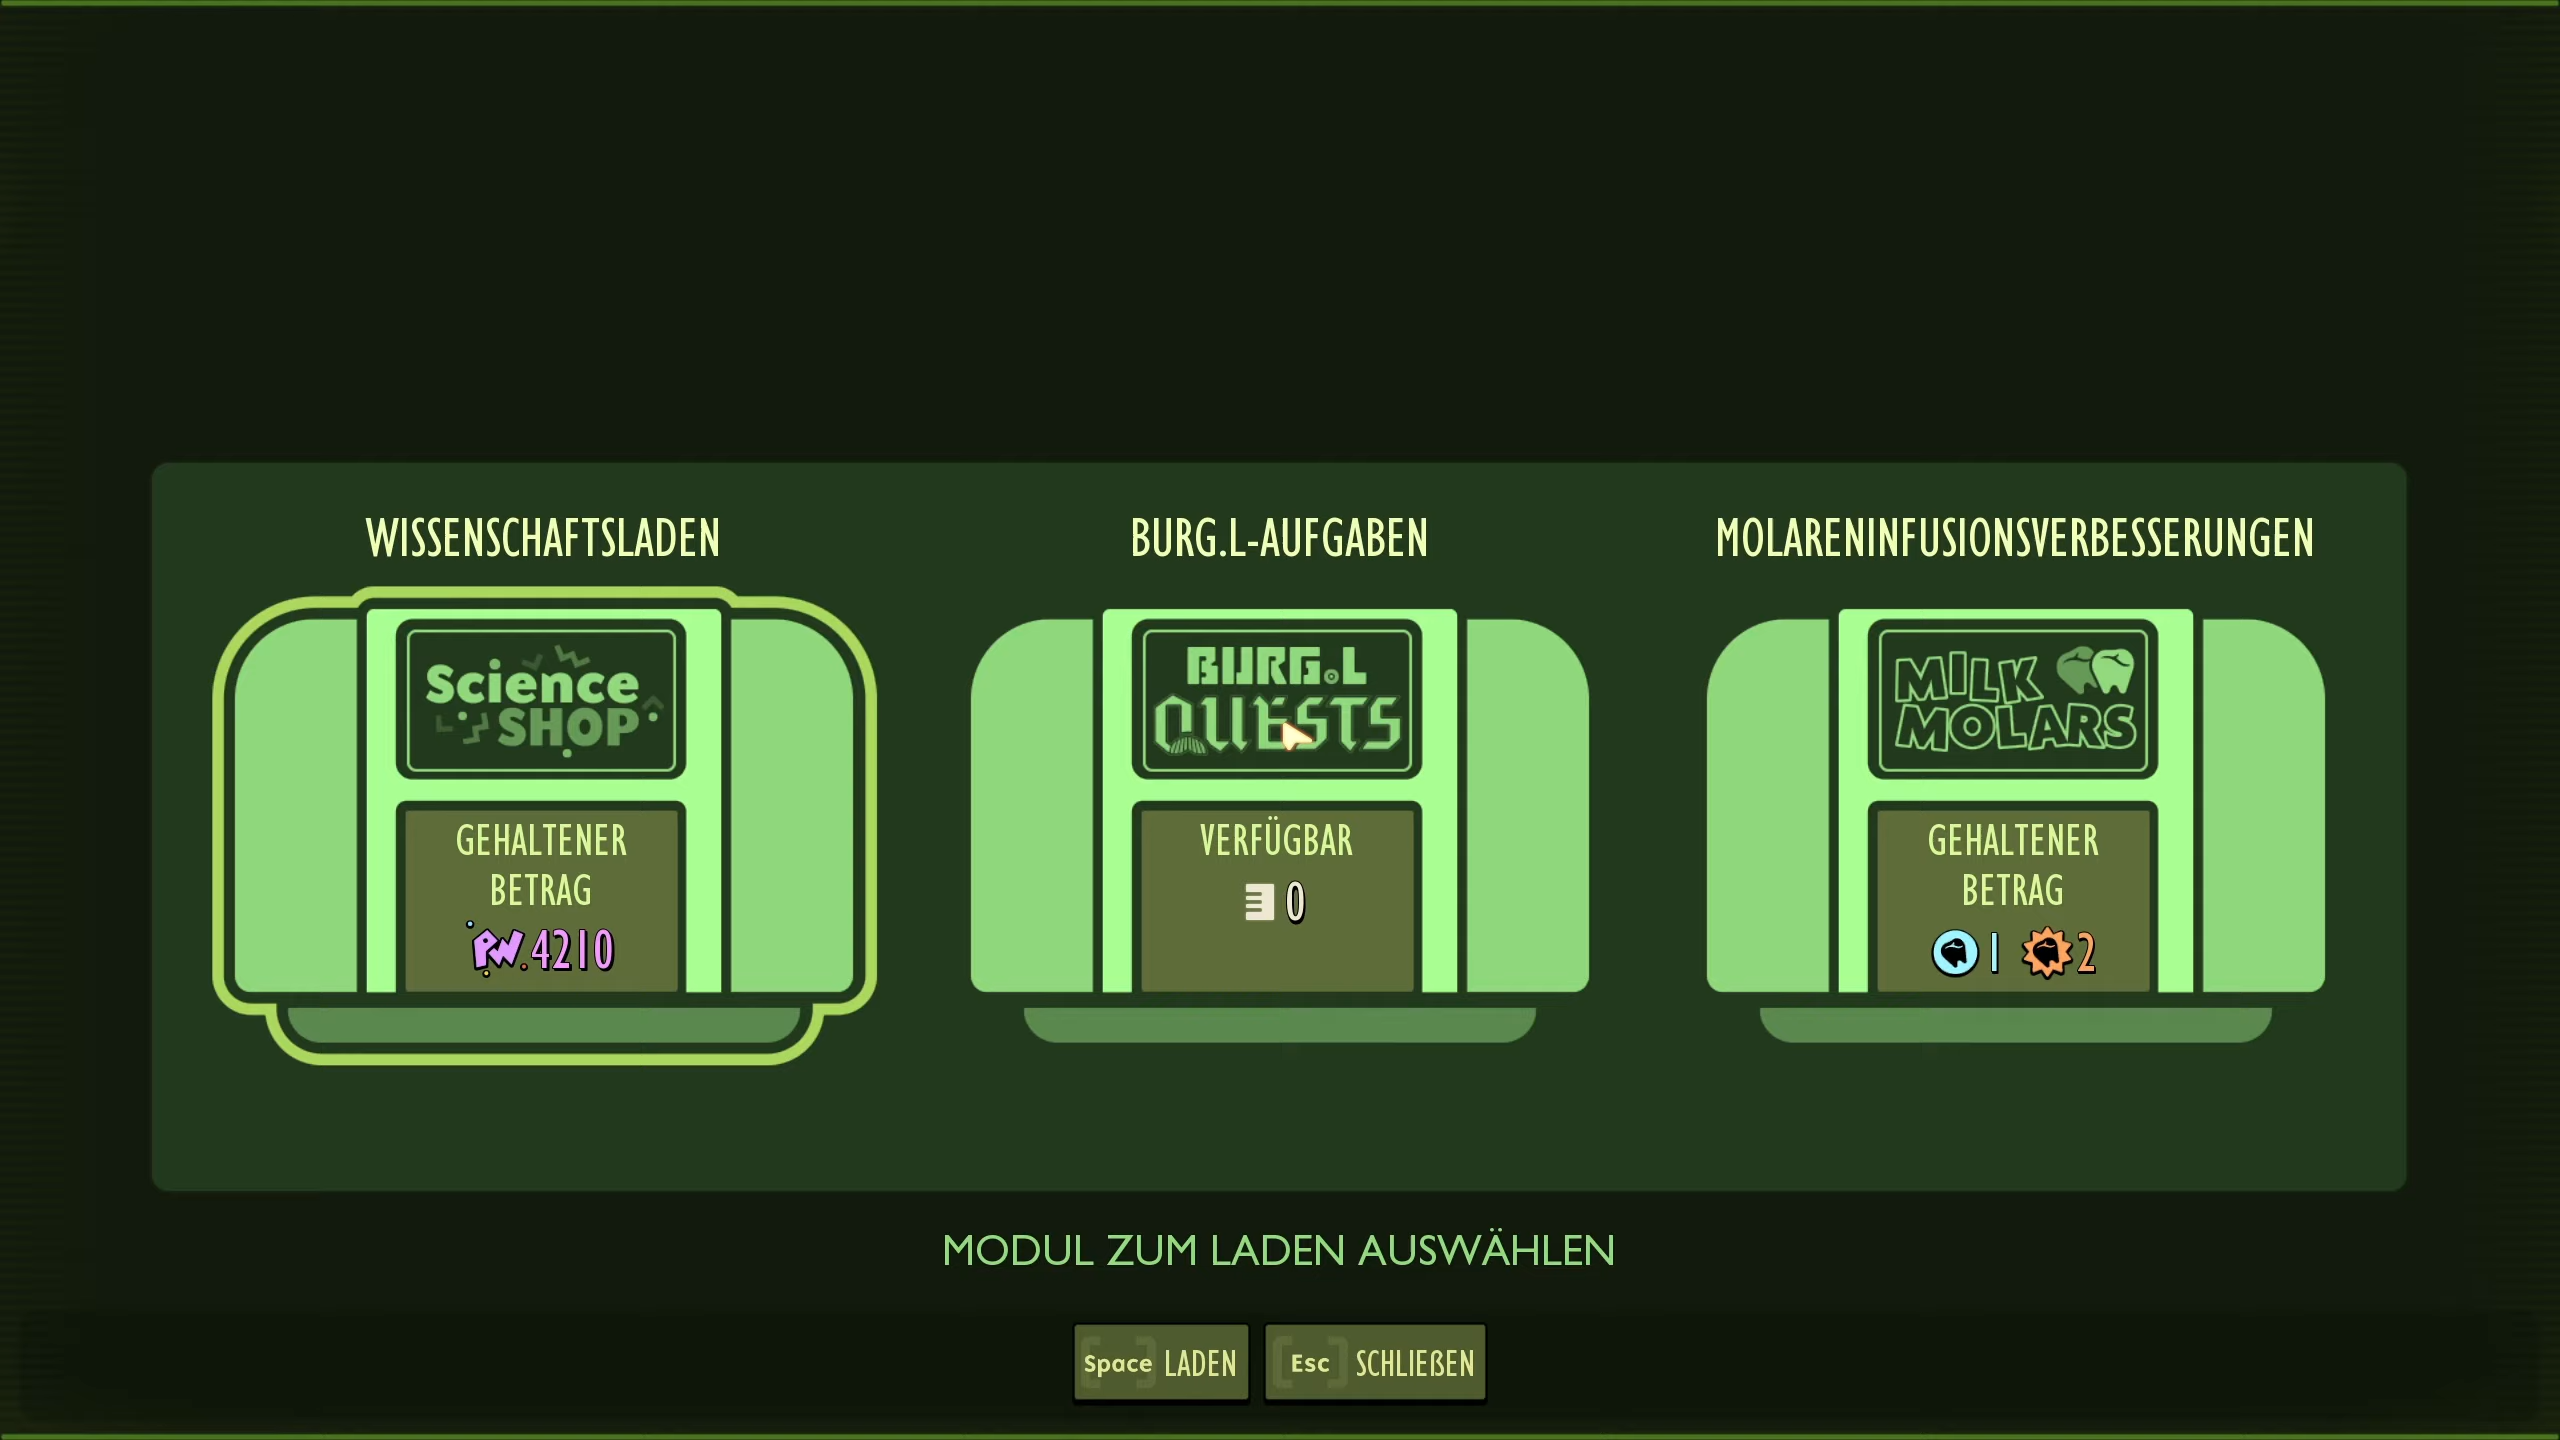 WISSENSCHAFTSLADEN
Science
SHOP
GEHALTENER
BETRAG
4210
BURG.L-AUFGABEN
BURG.L
QUESTS
VERFÜGBAR
0
MOLARENINFUSIONSVERBESSERUNGEN
MILK
MOLARS
GEHALTENER
BETRAG
1 2
MODUL ZUM LADEN AUSWÄHLEN
Space LADEN Esc SCHLIEßEN